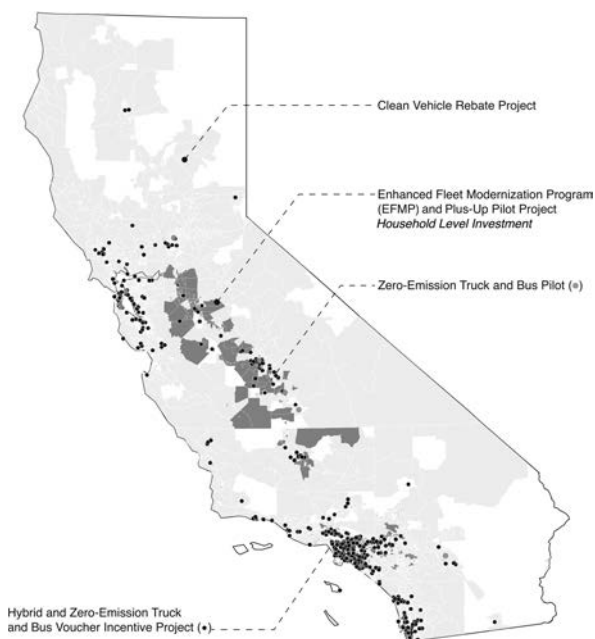 Clean Vehicle Rebate Project
Enhanced Fleet Modernization Program
(EFMP) and Plus-Up Pilot Project
Household Level Investment
Zero-Emission Truck and Bus Pilot (●)
Hybrid and Zero-Emission Truck
and Bus Voucher Incentive Project (•)